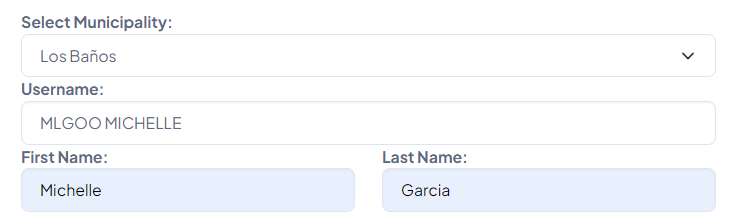 Select Municipality:
Los Baños
Username:
MLGOO MICHELLE
First Name: Last Name:
Michelle Garcia